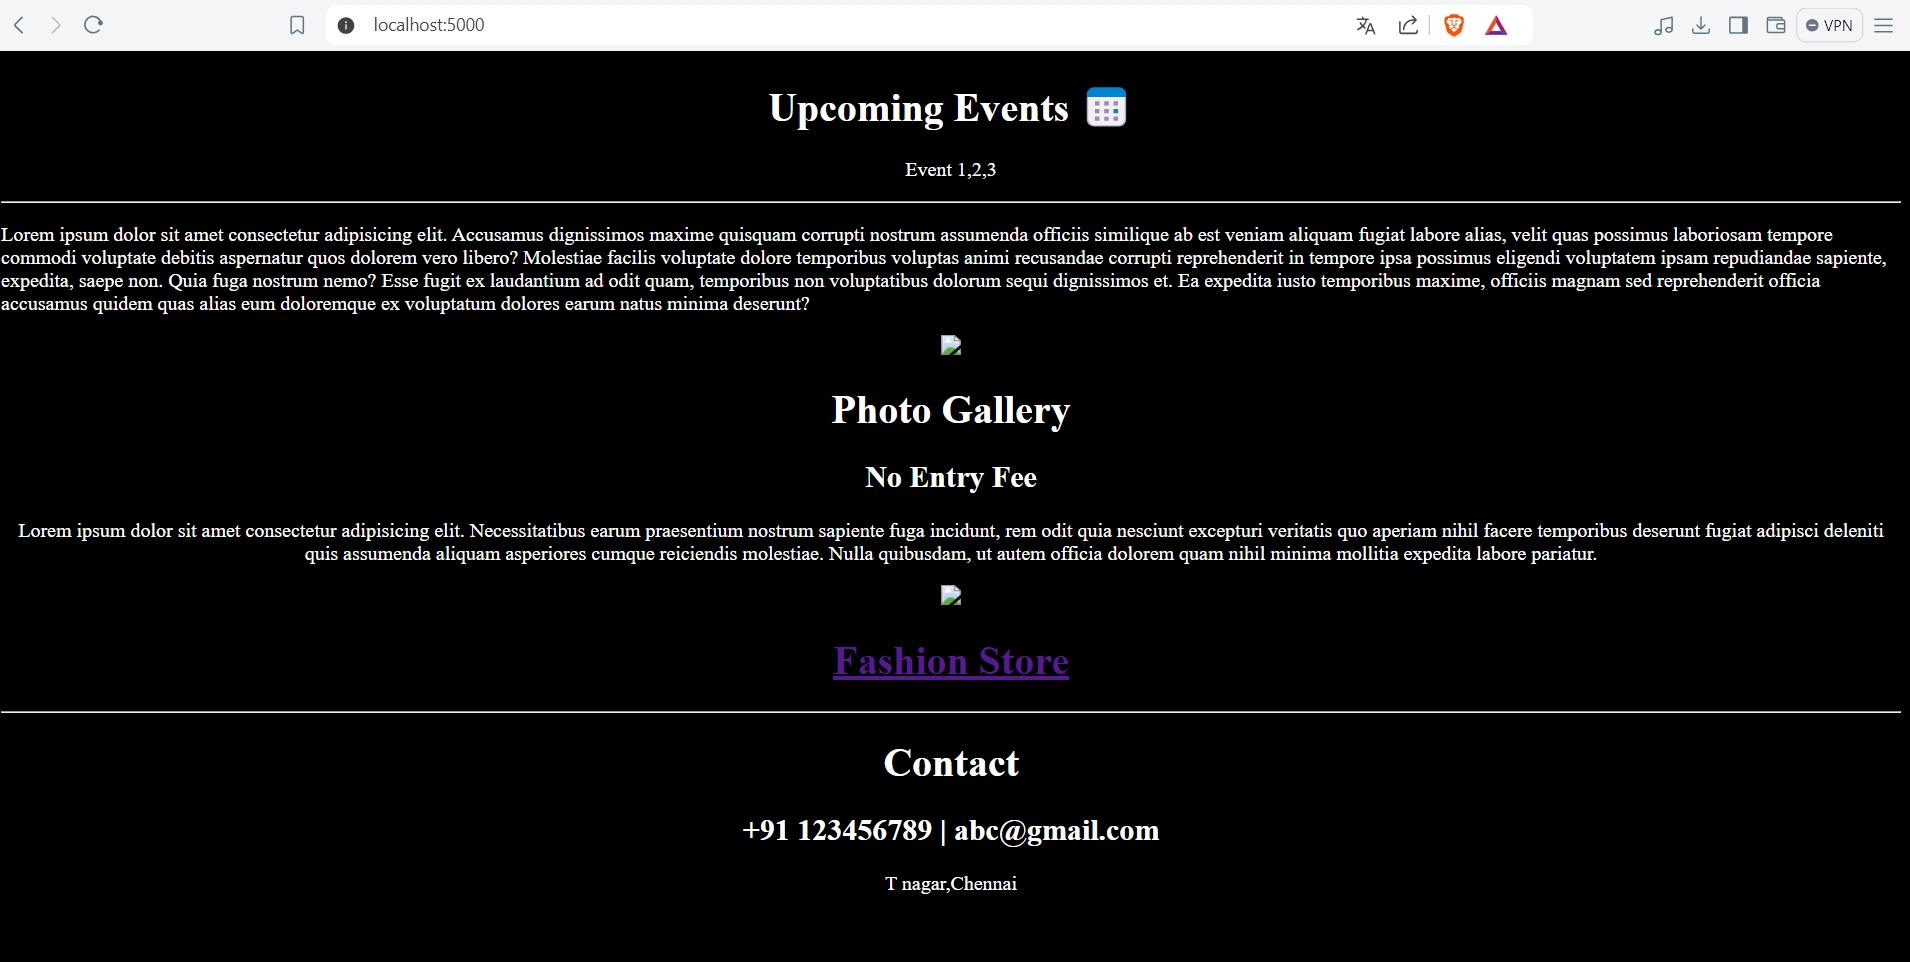 localhost:5000
VPN
Upcoming Events
Event 1,2,3
Lorem ipsum dolor sit amet consectetur adipisicing elit. Accusamus dignissimos maxime quisquam corrupti nostrum assumenda officiis similique ab est veniam aliquam fugiat labore alias, velit quas possimus laboriosam tempore
commodi voluptate debitis aspernatur quos dolorem vero libero? Molestiae facilis voluptate dolore temporibus voluptas animi recusandae corrupti reprehenderit in tempore ipsa possimus eligendi voluptatem ipsam repudiandae sapiente,
expedita, saepe non. Quia fuga nostrum nemo? Esse fugit ex laudantium ad odit quam, temporibus non voluptatibus dolorum sequi dignissimos et. Ea expedita iusto temporibus maxime, officiis magnam sed reprehenderit officia
accusamus quidem quas alias eum doloremque ex voluptatum dolores earum natus minima deserunt?
Photo Gallery
No Entry Fee
Lorem ipsum dolor sit amet consectetur adipisicing elit. Necessitatibus earum praesentium nostrum sapiente fuga incidunt, rem odit quia nesciunt excepturi veritatis quo aperiam nihil facere temporibus deserunt fugiat adipisci deleniti
quis assumenda aliquam asperiores cumque reiciendis molestiae. Nulla quibusdam, ut autem officia dolorem quam nihil minima mollitia expedita labore pariatur.
Fashion Store
Contact
+91 123456789 | abc@gmail.com
T nagar,Chennai